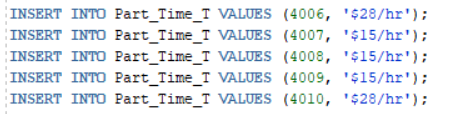 INSERT INTO Part_Time_T VALUES (4006, '$28/hr');
INSERT INTO Part_Time_T VALUES (4007, '$15/hr');
INSERT INTO Part_Time_T VALUES (4008, '$15/hr');
INSERT INTO Part_Time_T VALUES (4009, '$15/hr');
INSERT INTO Part_Time_T VALUES (4010, '$28/hr');